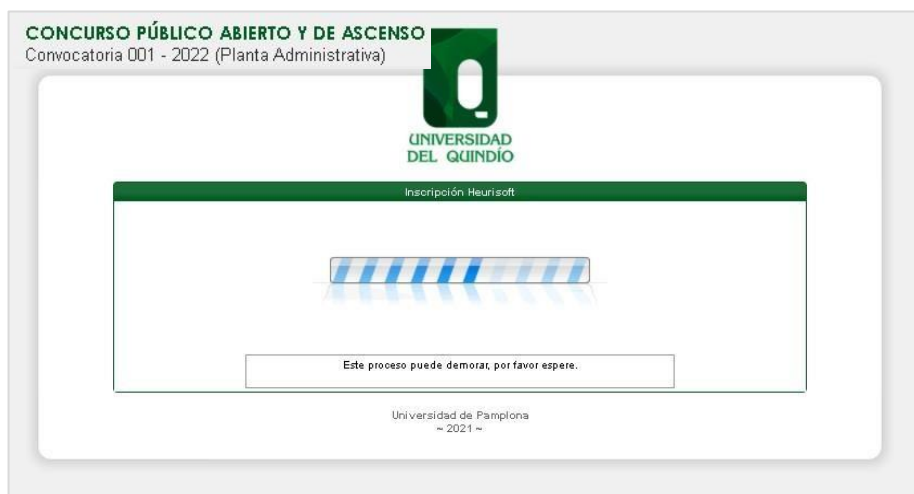 CONCURSO PÚBLICO ABIERTO Y DE ASCENSO
Convocatoria 001 - 2022 (Planta Administrativa)
UNIVERSIDAD
DEL QUINDÍO
Inscripción Heurisoft
Este proceso puede demorar, por favor espere.
Universidad de Pamplona
~ 2021 ~